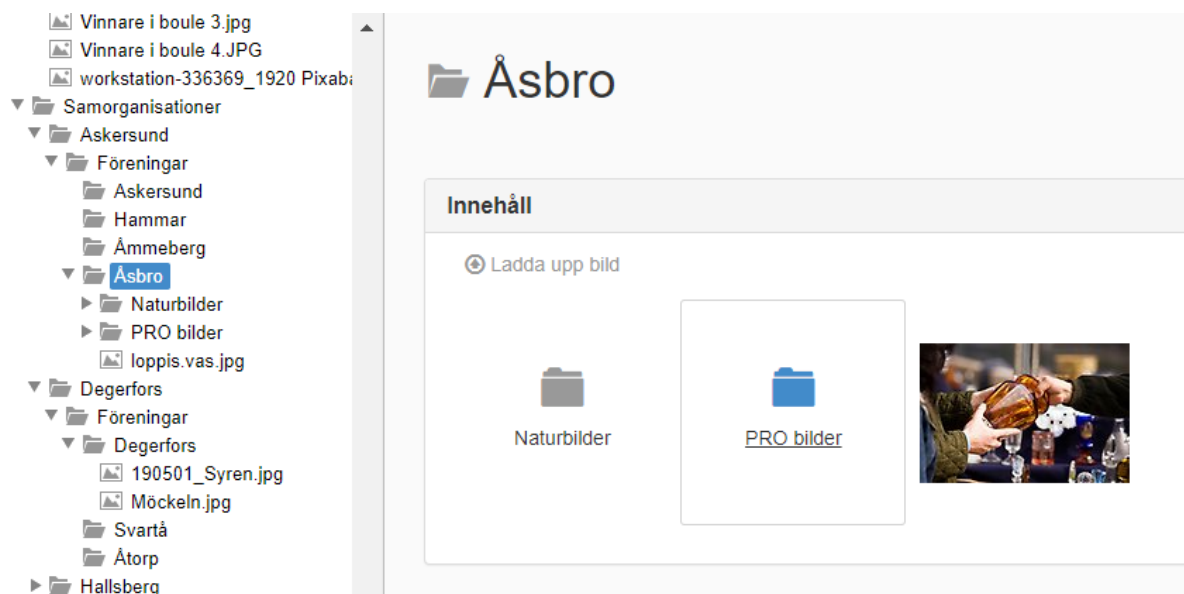 Vinnare i boule 3.jpg
Vinnare i boule 4.JPG
workstation-336369_1920
Samorganisationer
Askersund
Föreningar
Askersund
Hammar
Åmmeberg
Åsbro
Naturbilder
PRO bilder
loppis.vas.jpg
Degerfors
Föreningar
Degerfors
190501_Syren.jpg
Möckeln.jpg
Svartå
Åtorp
Hallsberg
Åsbro
Innehåll
Ladda upp bild
Naturbilder
PRO bilder